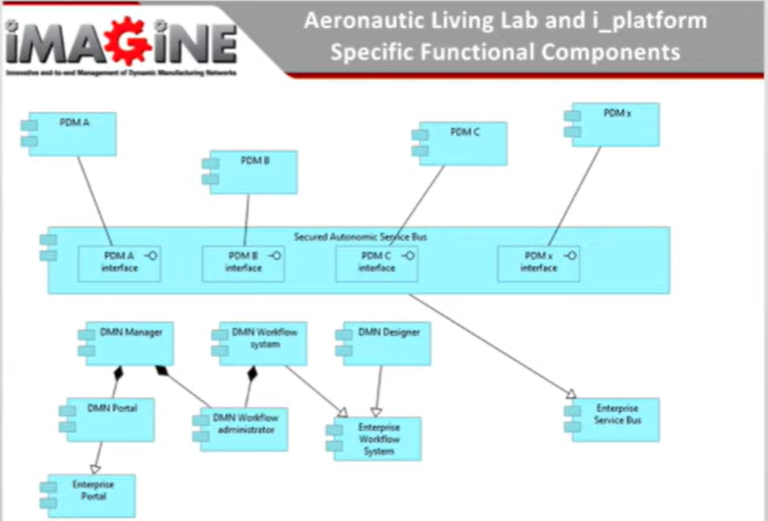 iMAGiNE
Innovative end-to-end Management of Dynamic Manufacturing Networks
Aeronautic Living Lab and i_platform
Specific Functional Components
PDM A
PDM B
PDM C
PDM x
Secured Autonomic Service Bus
PDM A
interface
PDM B
interface
PDM C
interface
PDM x
interface
DMN Manager
DMN Workflow
system
DMN Designer
DMN Portal
DMN Workflow
administrator
Enterprise
Workflow
System
Enterprise
Service Bus
Enterprise
Portal